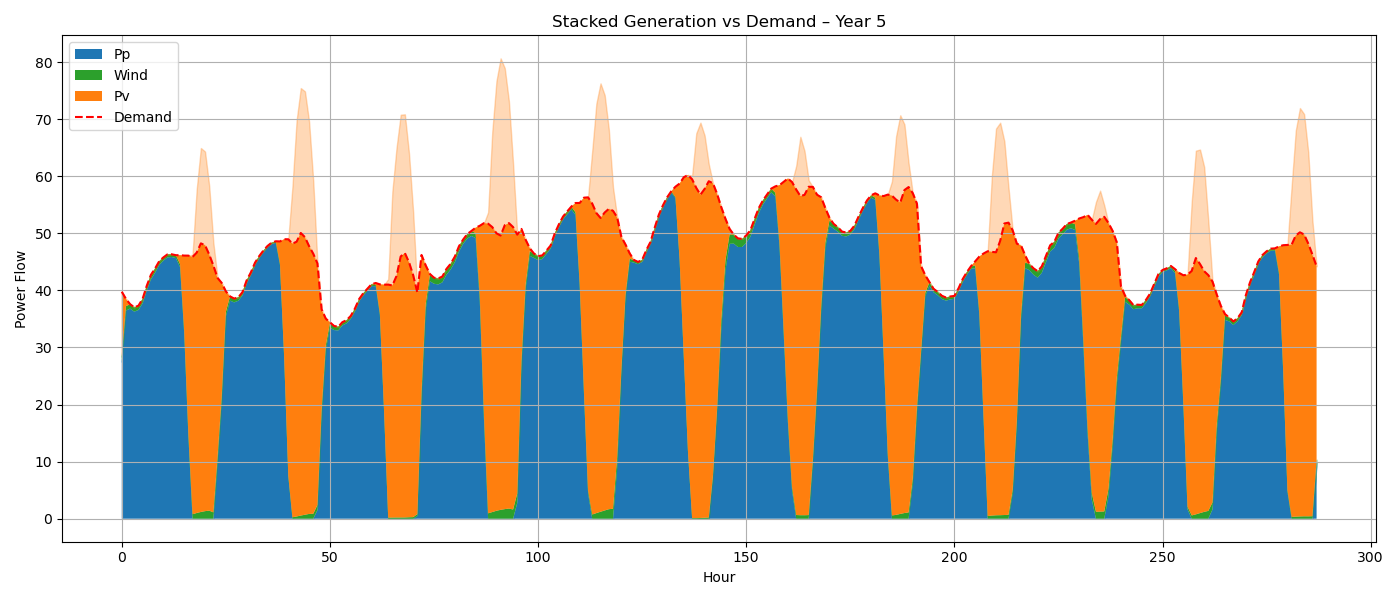 Stacked Generation vs Demand – Year 5
Pp
Wind
Pv
Demand
Power Flow
80
70
60
50
40
30
20
10
0
0 50 100 150 200 250 300
Hour